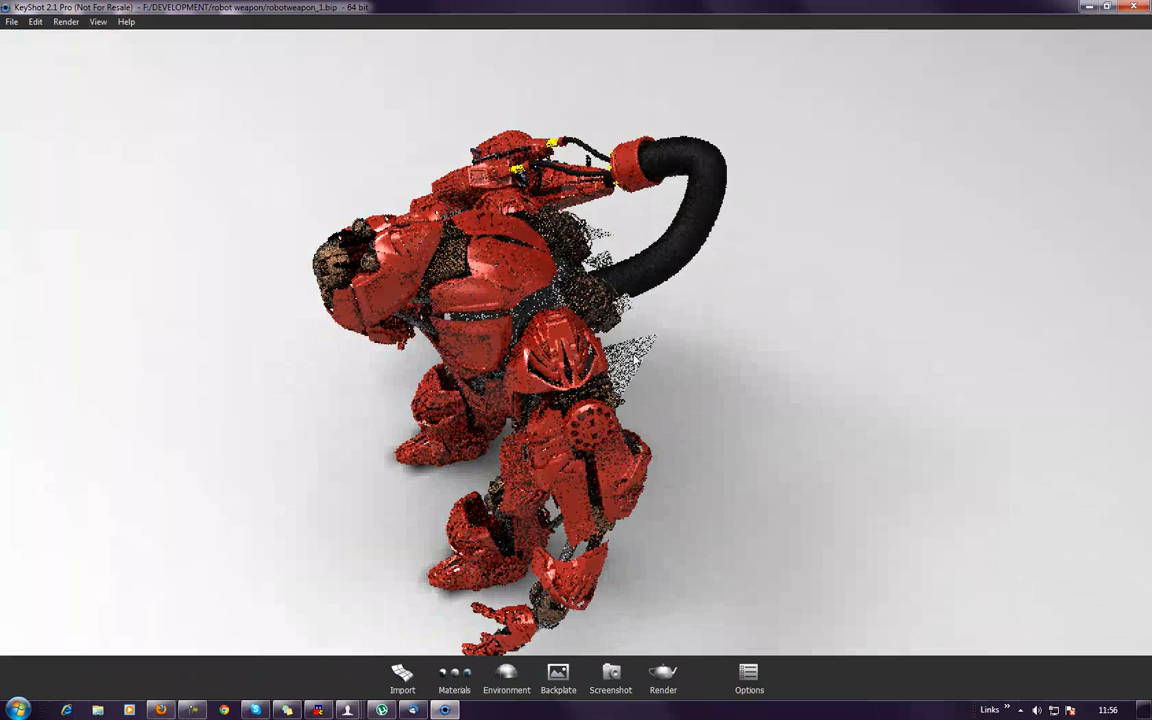 KeyShot 2.1 Pro (Not For Resale) - F:/DEVELOPMENT/robot weapon/robotweapon_1.bip - 64 bit
File Edit Render View Help
Import Materials Environment Backplate Screenshot Render Options
Links » 11:56